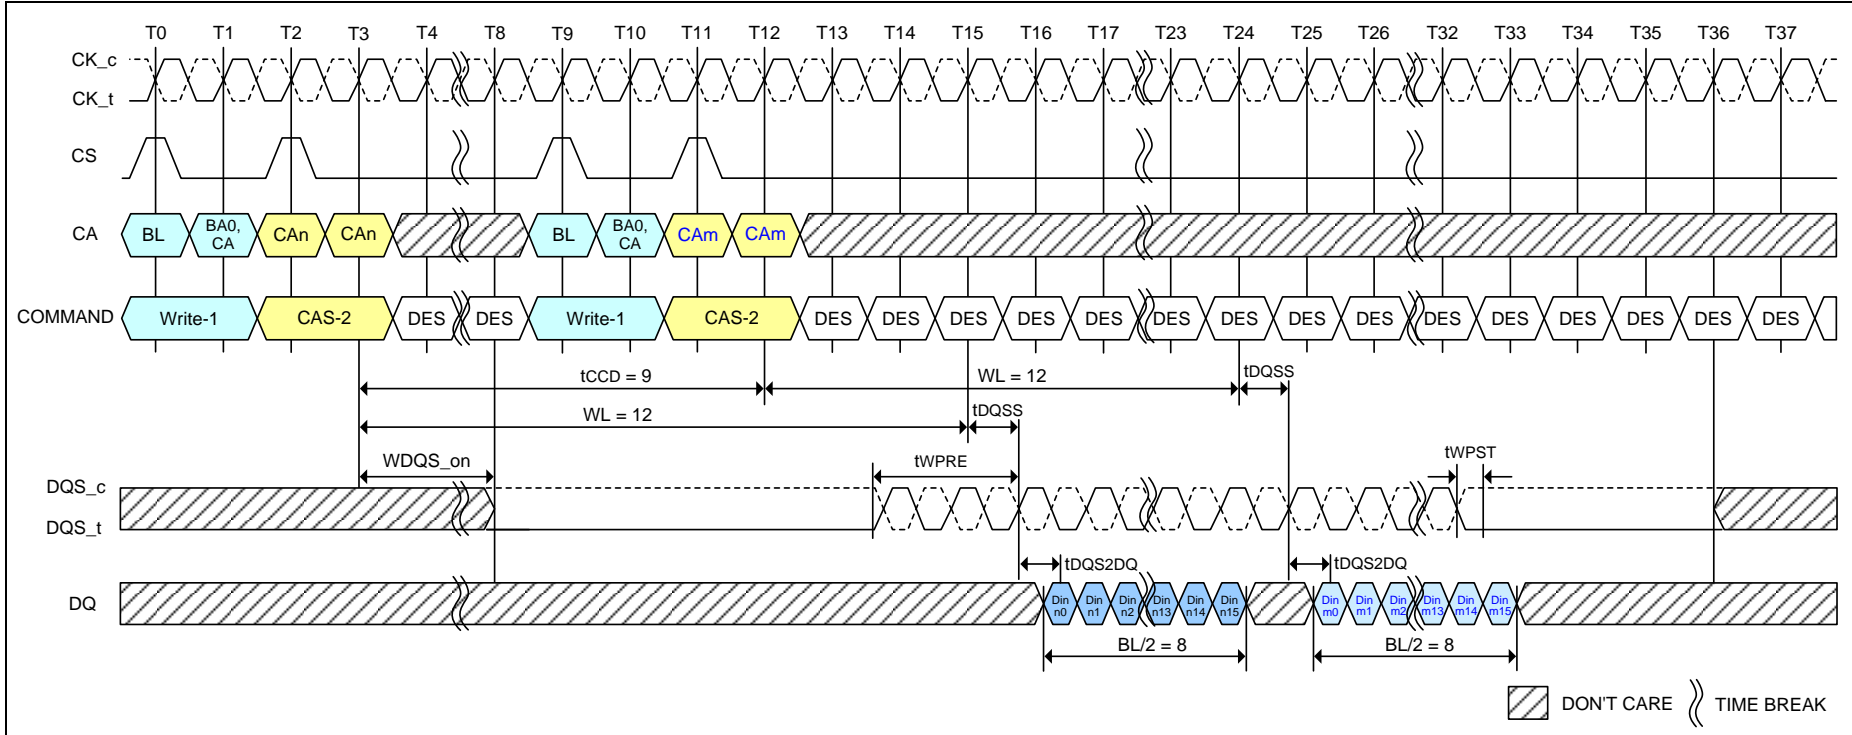 T0 T1 T2 T3 T4 T8 T9 T10 T11 T12 T13 T14 T15 T16 T17 T23 T24 T25 T26 T32 T33 T34 T35 T36 T37
CK_c
CK_t
CS
CA BL BA0, CA CAn CAn BL BA0, CA CAm CAm
COMMAND Write-1 CAS-2 DES DES Write-1 CAS-2 DES DES DES DES DES DES DES DES DES DES DES DES DES DES DES
tCCD = 9 WL = 12 tDQSS
WL = 12 tDQSS
WDQS_on tWPRE tWPST
DQS_c
DQS_t
tDQS2DQ tDQS2DQ
DQ Din n0 Din n1 Din n2 Din n13 Din n14 Din n15 Din m0 Din m1 Din m2 Din m13 Din m14 Din m15
BL/2 = 8 BL/2 = 8
DON'T CARE TIME BREAK